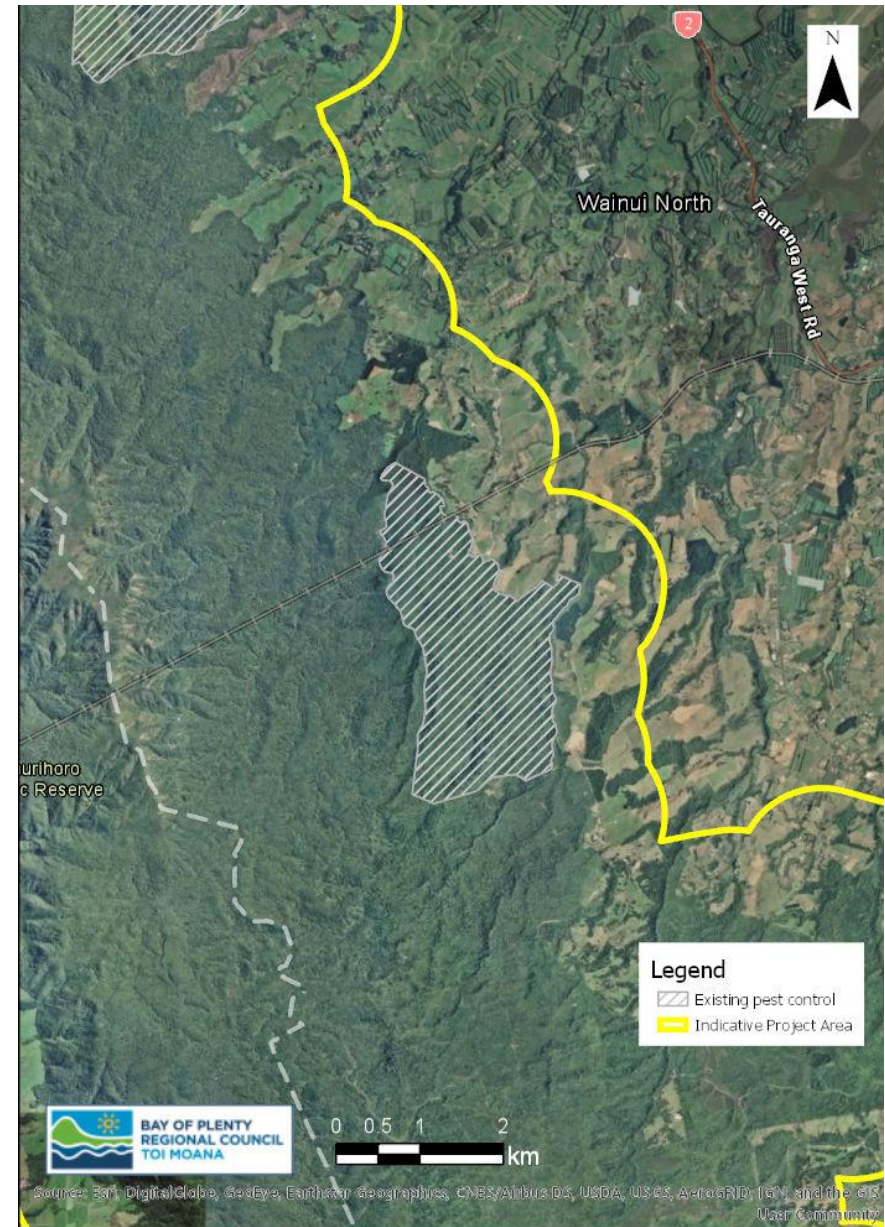 2
N
Wainui North
Tauranga West Rd
urihoro
c Reserve
Legend
Existing pest control
Indicative Project Area
BAY OF PLENTY
REGIONAL COUNCIL
TOI MOANA
0 0.5 1 2
km
Source: Esri, DigitalGlobe, GeoEye, Earthstar Geographics, CNES/Airbus DS, USDA, USGS, AeroGRID, IGN, and the GIS
User Community